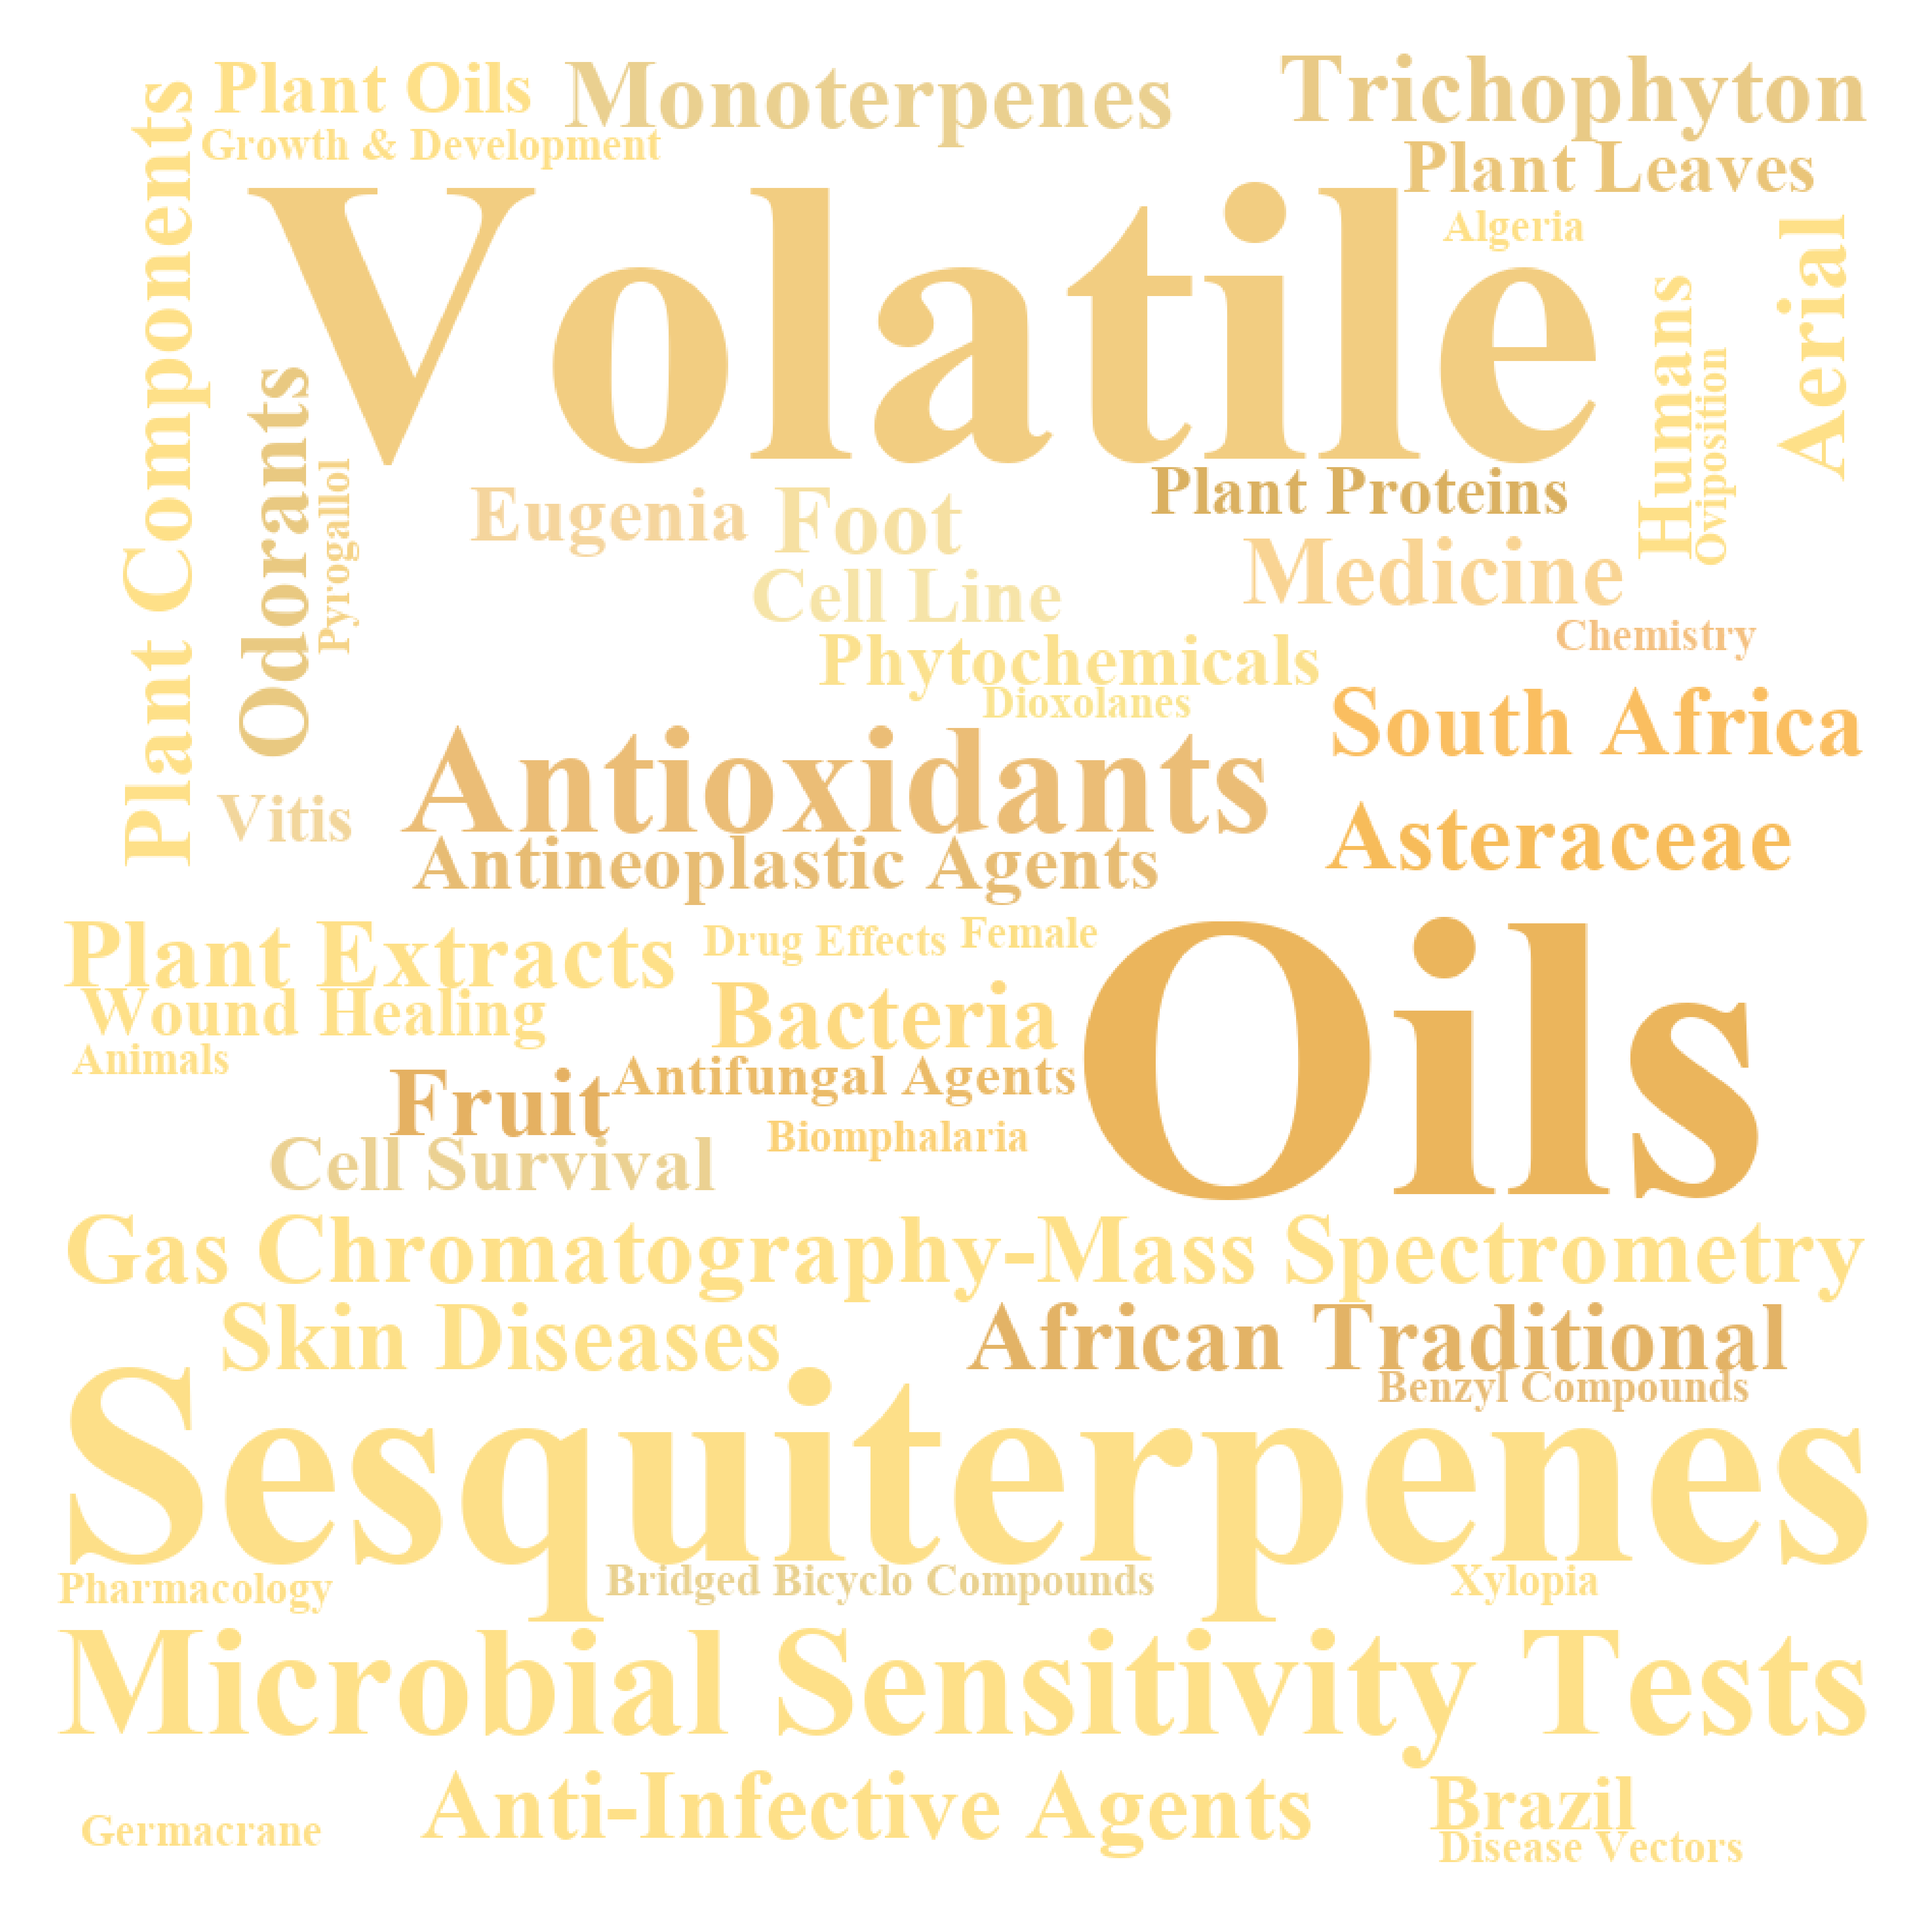 Plant Oils
Monoterpenes
Trichophyton
Growth & Development
Plant Leaves
Plant Components
Volatile
Algeria
Aerial
Humans
Oviposition
Odorants
Pyrogallol
Eugenia
Foot
Plant Proteins
Cell Line
Medicine
Phytochemicals
Chemistry
Dioxolanes
South Africa
Antioxidants
Vitis
Asteraceae
Antineoplastic Agents
Plant Extracts
Drug Effects
Female
Oils
Wound Healing
Bacteria
Animals
Fruit
Antifungal Agents
Biomphalaria
Cell Survival
Gas Chromatography-Mass Spectrometry
Skin Diseases
African Traditional
Benzyl Compounds
Sesquiterpenes
Pharmacology
Bridged Bicyclo Compounds
Xylopia
Microbial Sensitivity Tests
Anti-Infective Agents
Brazil
Germacrane
Disease Vectors